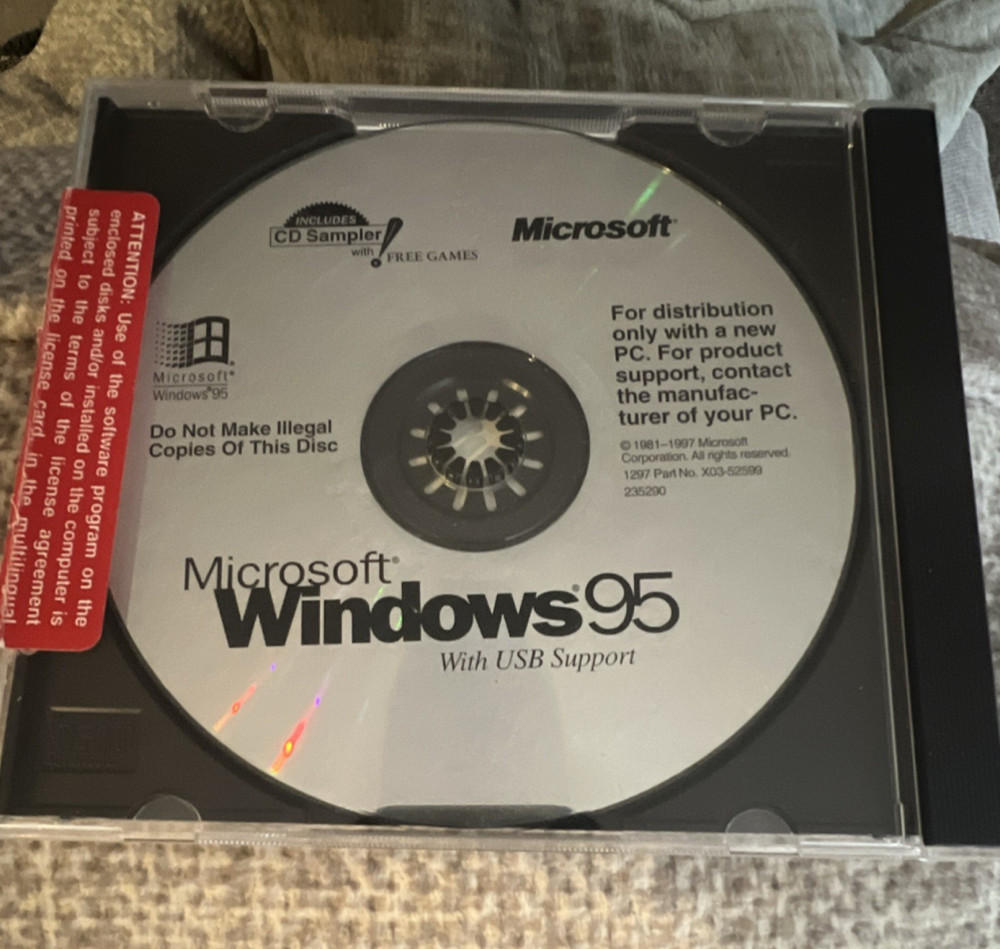 INCLUDES
CD Sampler!
with FREE GAMES
Microsoft®
Microsoft®
Windows®95
Do Not Make Illegal
Copies Of This Disc
For distribution
only with a new
PC. For product
support, contact
the manufac-
turer of your PC.
© 1981–1997 Microsoft
Corporation. All rights reserved.
1297 Part No. X03-52599
235290
Microsoft®
Windows®95
With USB Support
ATTENTION: Use of the software program on the
enclosed disks and/or installed on the computer is
subject to the terms of the license agreement
printed on the license card in the multilingual